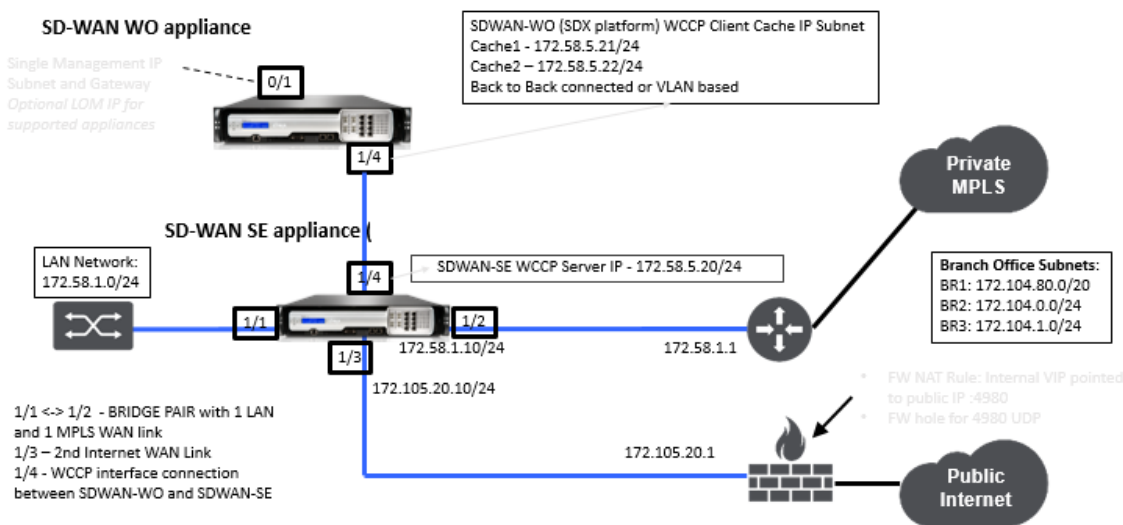 SD-WAN WO appliance
Single Management IP
Subnet and Gateway
Optional LOM IP for
supported appliances
0/1
SDWAN-WO (SDX platform) WCCP Client Cache IP Subnet
Cache1 - 172.58.5.21/24
Cache2 – 172.58.5.22/24
Back to Back connected or VLAN based
1/4
Private
MPLS
SD-WAN SE appliance (
LAN Network:
172.58.1.0/24
1/4
SDWAN-SE WCCP Server IP - 172.58.5.20/24
Branch Office Subnets:
BR1: 172.104.80.0/20
BR2: 172.104.0.0/24
BR3: 172.104.1.0/24
1/1
1/2
172.58.1.10/24
172.58.1.1
1/3
172.105.20.10/24
• FW NAT Rule: Internal VIP pointed
to public IP :4980
• FW hole for 4980 UDP
1/1 <-> 1/2 - BRIDGE PAIR with 1 LAN
and 1 MPLS WAN link
1/3 – 2nd Internet WAN Link
1/4 - WCCP interface connection
between SDWAN-WO and SDWAN-SE
172.105.20.1
Public
Internet